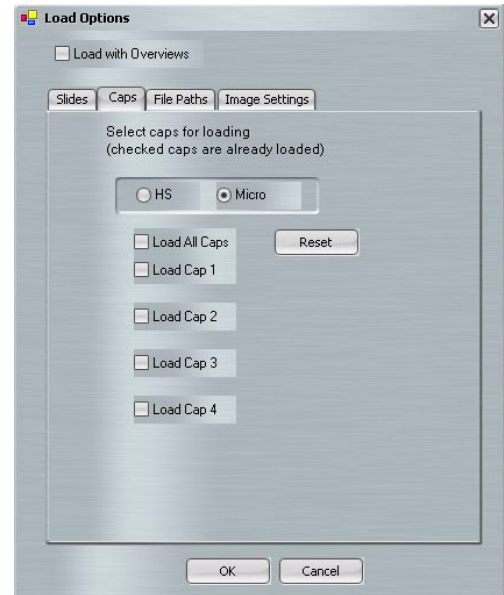 Load Options
Load with Overviews
Slides Caps File Paths Image Settings
Select caps for loading
(checked caps are already loaded)
HS Micro
Load All Caps Reset
Load Cap 1
Load Cap 2
Load Cap 3
Load Cap 4
OK Cancel